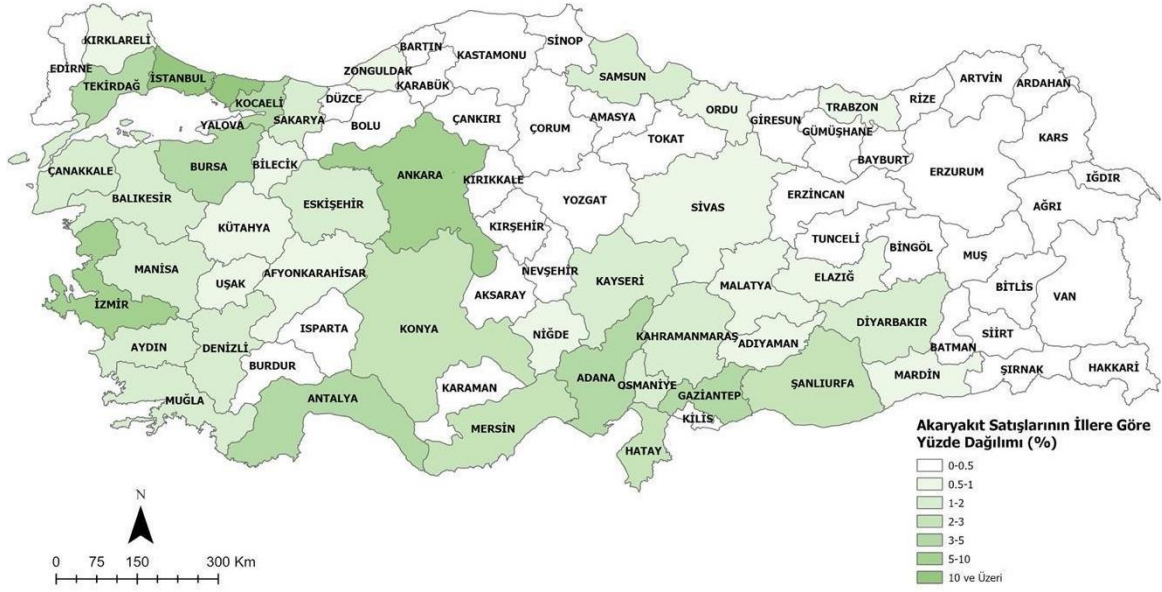 KIRKLARELİ
EDİRNE
TEKİRDAĞ
İSTANBUL
KOCAELİ
YALOVA
SAKARYA
DÜZCE
ZONGULDAK
BARTIN
KARABÜK
KASTAMONU
SİNOP
BOLU
ÇANKIRI
ÇORUM
SAMSUN
AMASYA
TOKAT
ORDU
GİRESUN
TRABZON
GÜMÜŞHANE
BAYBURT
RİZE
ARTVİN
ARDAHAN
KARS
IĞDIR
AĞRI
ERZURUM
ERZİNCAN
ÇANAKKALE
BALIKESİR
BURSA
BİLECİK
ESKİŞEHİR
ANKARA
KIRIKKALE
KIRŞEHİR
YOZGAT
SİVAS
TUNCELİ
BİNGÖL
MUŞ
BİTLİS
VAN
KÜTAHYA
MANİSA
UŞAK
AFYONKARAHİSAR
İZMİR
AYDIN
DENİZLİ
ISPARTA
BURDUR
MUĞLA
ANTALYA
KONYA
AKSARAY
NEVŞEHİR
KAYSERİ
NİĞDE
KARAMAN
MERSİN
ADANA
OSMANİYE
KAHRAMANMARAŞ
MALATYA
ELAZIĞ
ADIYAMAN
GAZİANTEP
KİLİS
HATAY
ŞANLIURFA
DİYARBAKIR
MARDİN
BATMAN
SİİRT
ŞIRNAK
HAKKARİ
Akaryakıt Satışlarının İllere Göre
Yüzde Dağılımı (%)
0-0.5
0.5-1
1-2
2-3
3-5
5-10
10 ve Üzeri
N
0 75 150 300 Km